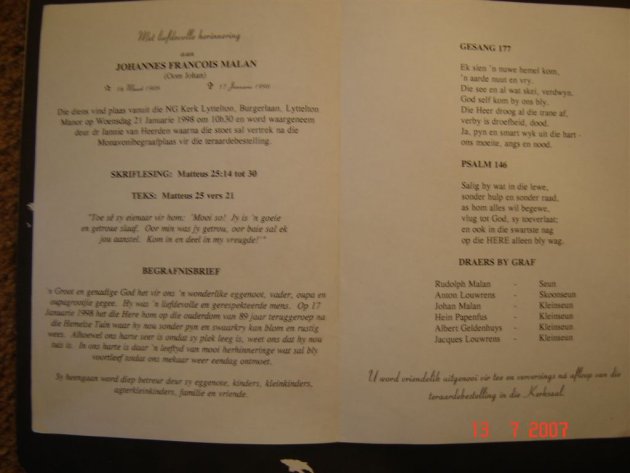 Met liefdevolle herinnering
aan
JOHANNES FRANCOIS MALAN
(Oom Johan)
☆ 18 Maart 1908 ✞ 17 Januarie 1998
Die diens vind plaas vanuit die NG Kerk Lyttelton, Burgerlaan, Lyttelton
Manor op Woensdag 21 Januarie 1998 om 10h30 en word waargeneem
deur dr Jannie van Heerden waarna die stoet sal vertrek na die
Monavonibegrafplaas vir die teraardebestelling.
SKRIFLESING: Matteus 25:14 tot 30
TEKS: Matteus 25 vers 21
"Toe sê sy eienaar vir hom: 'Mooi so! Jy is 'n goeie
en getroue slaaf. Oor min was jy getrou, oor baie sal ek
jou aanstel. Kom in en deel in my vreugde!'"
BEGRAFNISBRIEF
'n Groot en genadige God het vir ons 'n wonderlike eggenoot, vader, oupa en
oupagrootjie gegee. Hy was 'n liefdevolle en gerespekteerde mens. Op 17
Januarie 1998 het die Here hom op die ouderdom van 89 jaar teruggeroep na
die Hemelse Tuin waar hy nou sonder pyn en swaarkry kan blom en rustig
wees. Alhoewel ons harte seer is omdat sy plek leeg is, weet ons dat hy nou
tuis is. In ons harte is daar 'n leeftyd van mooi herhinneringe wat sal bly
voortleef totdat ons mekaar weer eendag ontmoet.
Sy heengaan word diep betreur deur sy eggenote, kinders, kleinkinders,
agterkleinkinders, familie en vriende.
GESANG 177
Ek sien 'n nuwe hemel kom,
'n aarde nuut en vry.
Die see en al wat skei, verdwyn.
God self kom by ons bly.
Die Heer droog al die trane af,
verby is droefheid, dood.
Ja, pyn en smart wyk uit die hart -
ons moeite, angs en nood.
PSALM 146
Salig hy wat in die lewe,
sonder hulp en sonder raad,
as hom alles wil begewe,
vlug tot God, sy toeverlaat;
en ook in die swartste nag
op die HERE alleen bly wag.
DRAERS BY GRAF
Rudolph Malan - Seun
Anton Louwrens - Skoonseun
Johan Malan - Kleinseun
Hein Papenfus - Kleinseun
Albert Geldenhuys - Kleinseun
Jacques Louwrens - Kleinseun
U word vriendelik uitgenooi vir tee en verversings na afloop van die
teraardebestelling in die Kerksaal.
13 7 2007